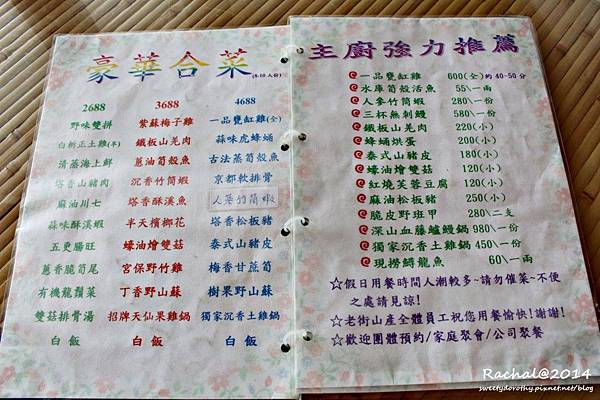 豪華合菜(8-10人份)
2688 3688 4688
野味雙拼 紫蘇梅子雞 一品甕缸雞(全)
白斬正土雞(半) 鐵板山羌肉 蒜味虎蜂蛹
清蒸海上鮮 蔥油筍殼魚 古法蒸筍殼魚
塔香山豬肉 沉香竹筒蝦 京都軟排骨
麻油川七 塔香酥溪魚 人蔘竹筒蝦
蒜味酥溪蝦 半天檳榔花 塔香松板豬
五更腸旺 蠔油燴雙菇 泰式山豬皮
蔥香脆筍尾 宮保野竹雞 梅香甘蔗筍
有機龍鬚菜 丁香野山蘇 樹果野山蘇
雙菇排骨湯 招牌天仙果雞鍋 獨家沉香土雞鍋
白飯 白飯 白飯
主廚強力推薦
一品甕缸雞 600(全)約40-50分
水庫筍殼活魚 55\一兩
人參竹筒蝦 280\一份
三杯無刺鰻 580\一份
鐵板山羌肉 220(小)
蜂蛹烘蛋 200(小)
泰式山豬皮 180(小)
蠔油燴雙菇 120(小)
紅燒芙蓉豆腐 120(小)
麻油松板豬 250(小)
脆皮野斑甲 280\二支
深山血藤鱸鰻鍋 980\一份
獨家沉香土雞鍋 450\一份
現撈鱘龍魚 60\一兩
☆假日用餐時間人潮較多~請勿催菜~不便
之處請見諒!
☆老街山產全體員工祝您用餐愉快!謝謝!
☆歡迎團體預約/家庭聚會/公司聚餐
Rachal@2014
sweetydorothy.pixnet.net/blog